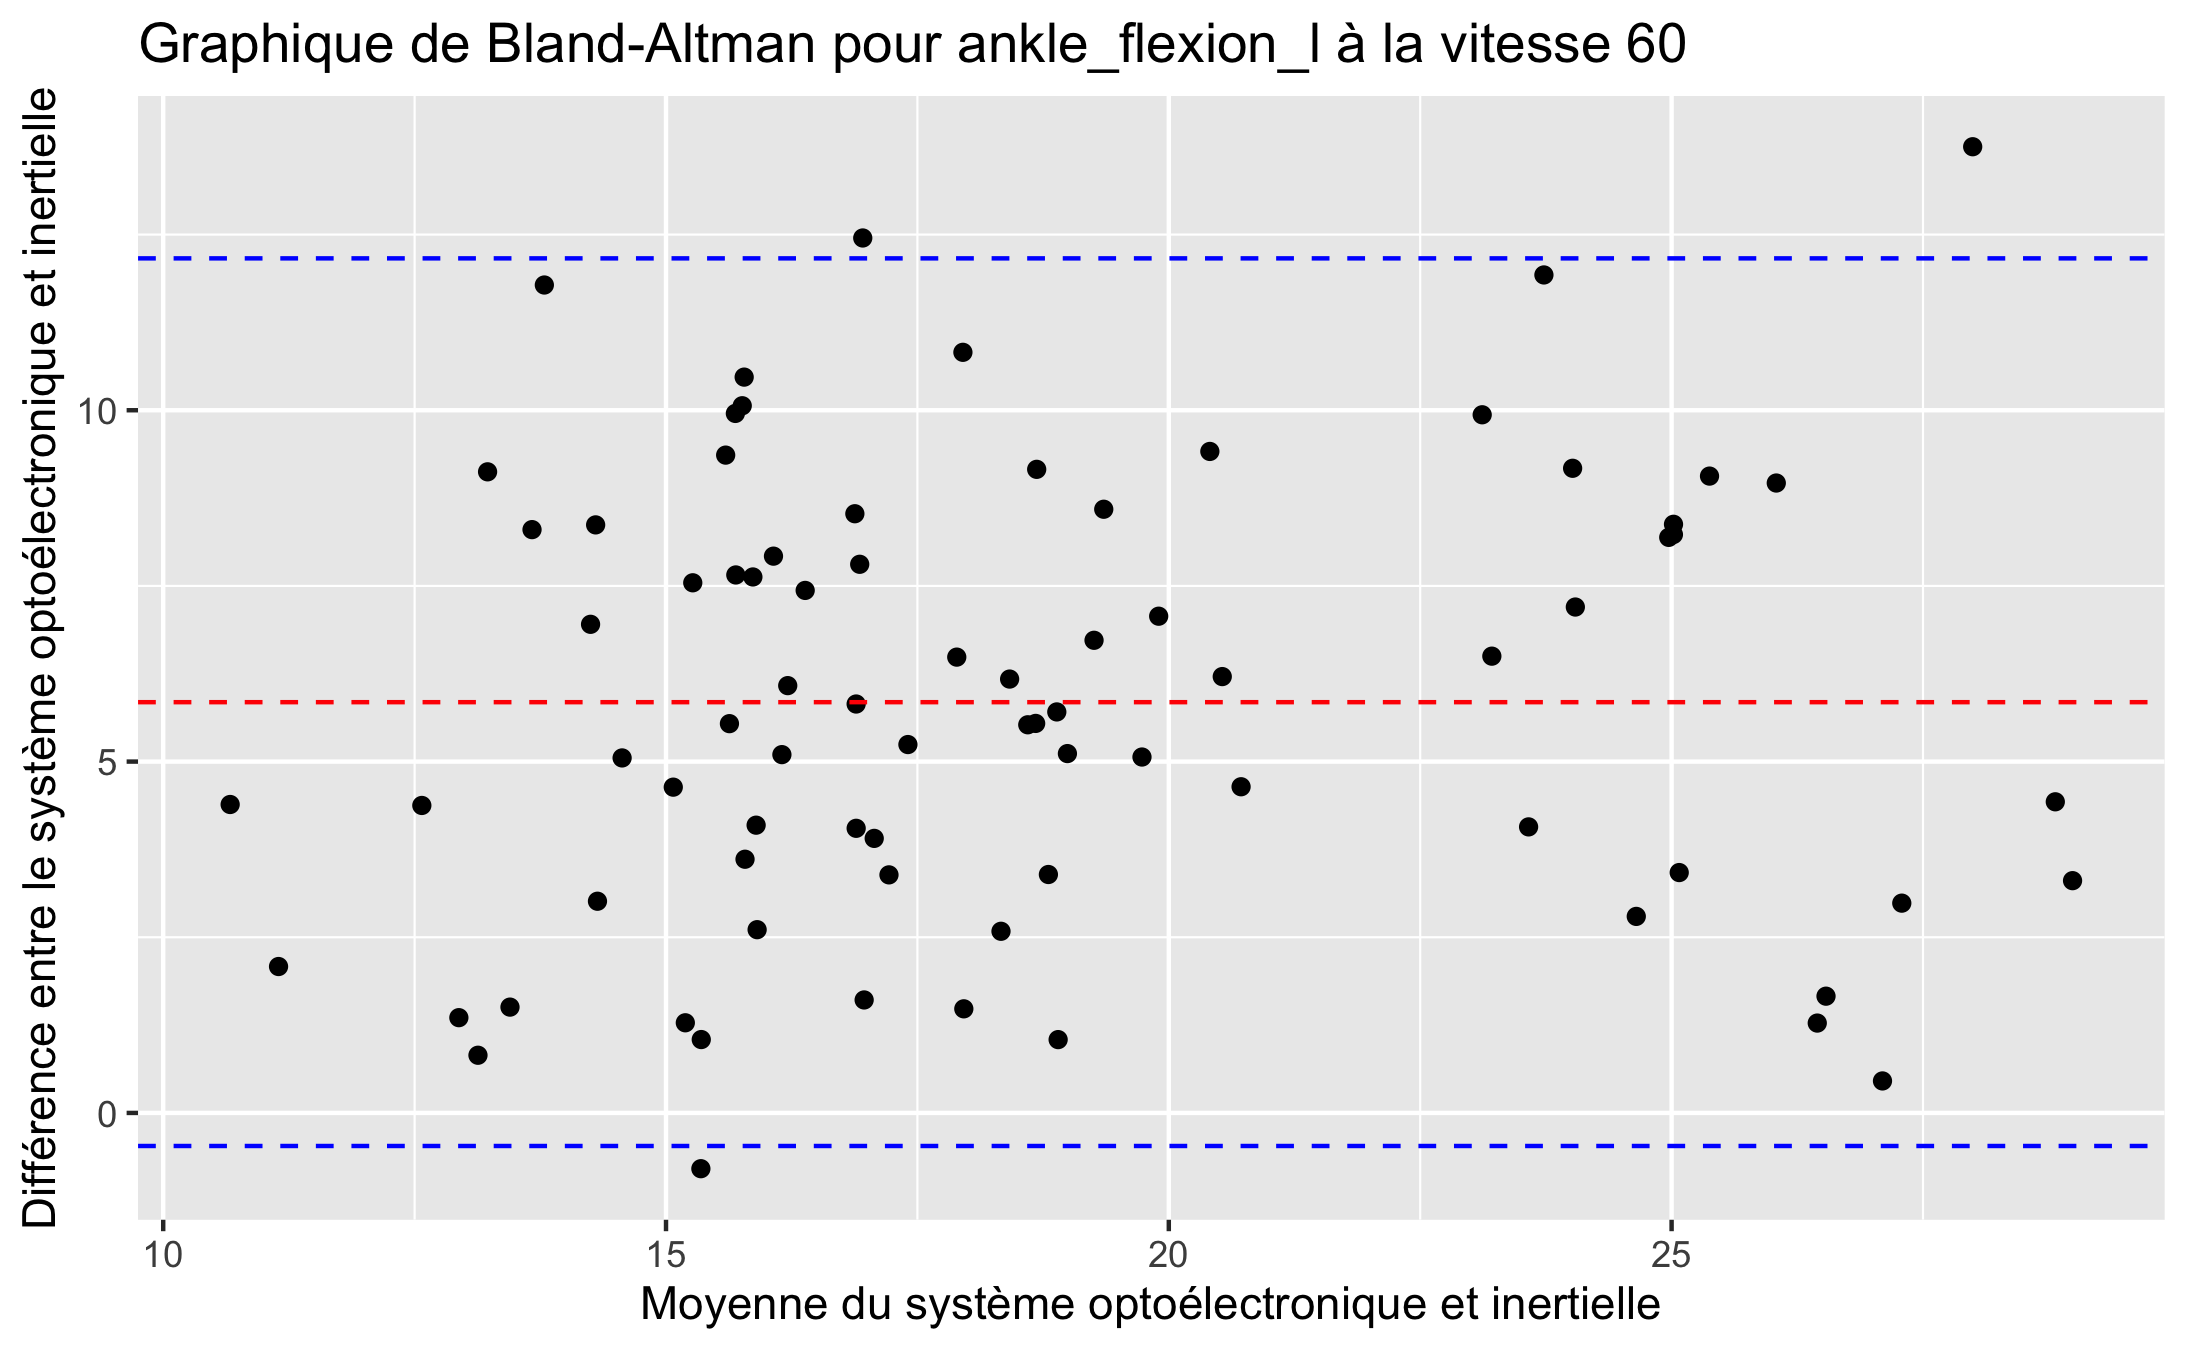 Graphique de Bland-Altman pour ankle_flexion_l à la vitesse 60
Différence entre le système optoélectronique et inertielle
10
5
0
10
15
20
25
Moyenne du système optoélectronique et inertielle